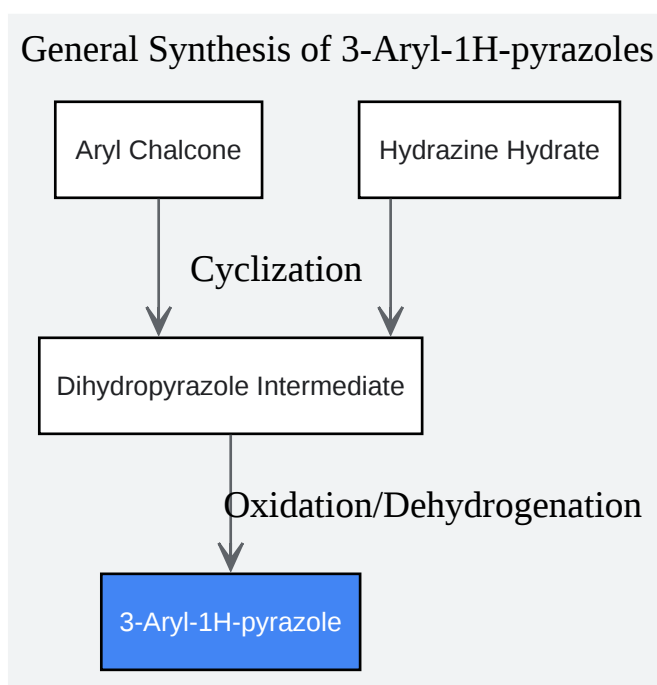 General Synthesis of 3-Aryl-1H-pyrazoles
Aryl Chalcone
Hydrazine Hydrate
Cyclization
Dihydropyrazole Intermediate
Oxidation/Dehydrogenation
3-Aryl-1H-pyrazole